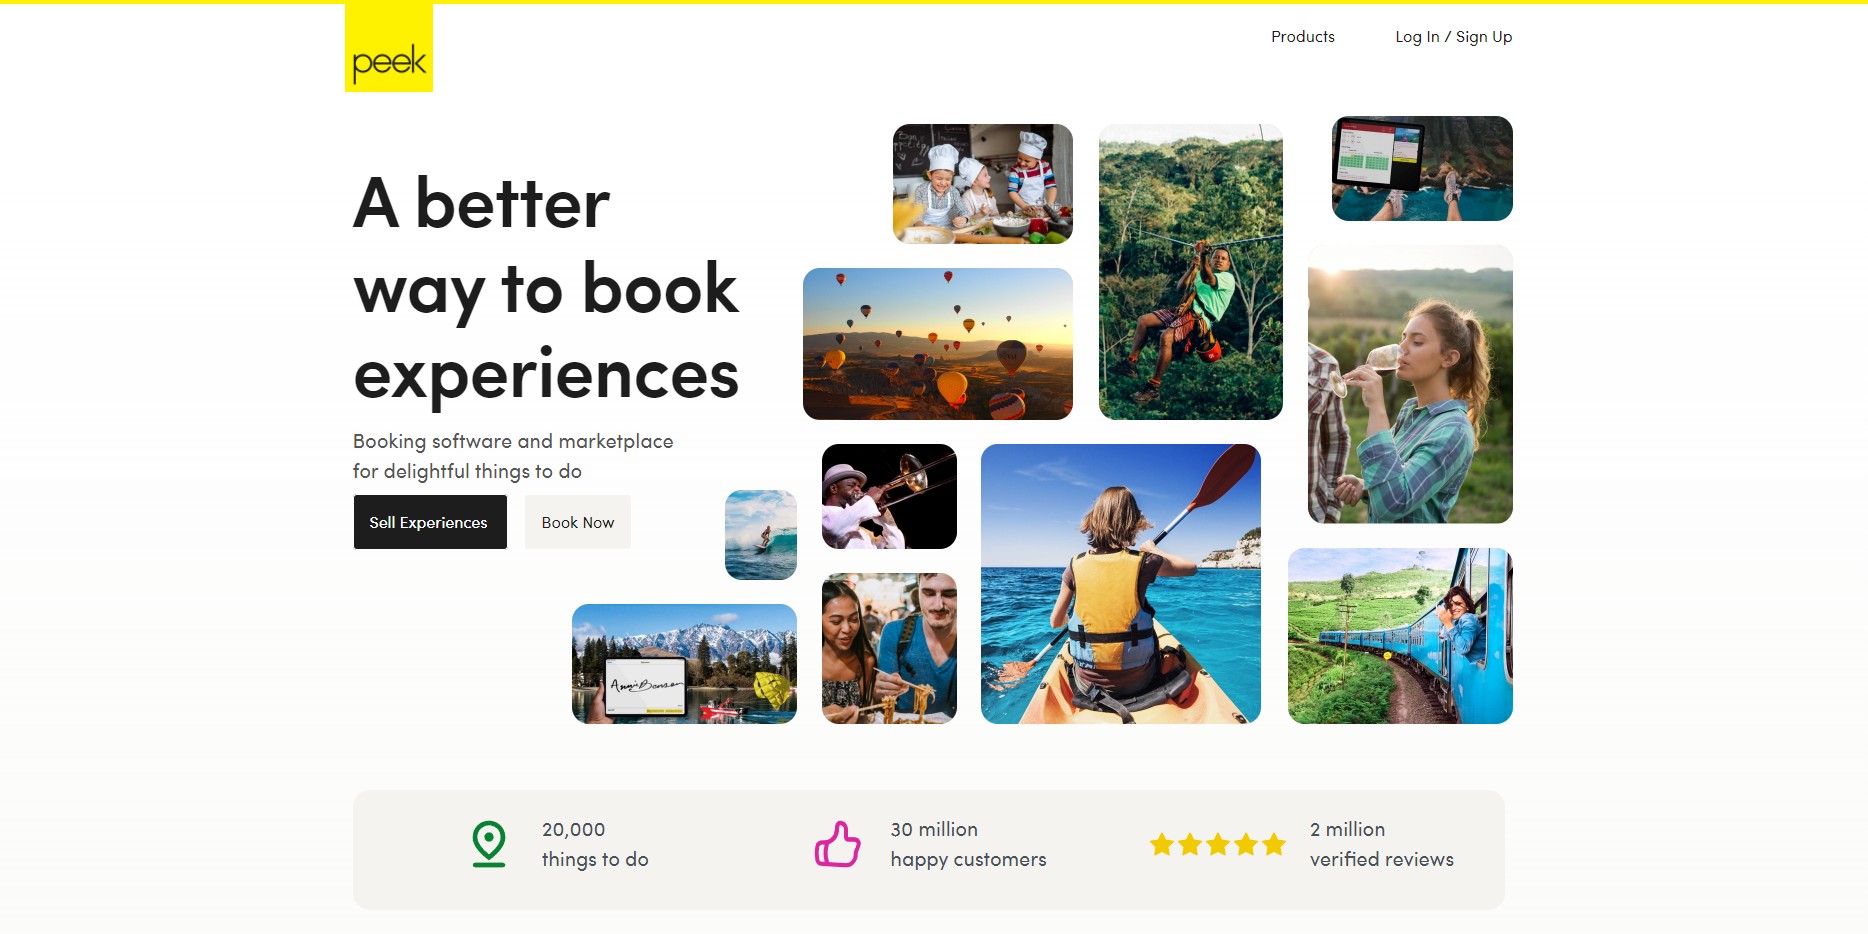 peek
Products
Log In / Sign Up
A better
way to book
experiences
Booking software and marketplace
for delightful things to do
Sell Experiences
Book Now
20,000
things to do
30 million
happy customers
2 million
verified reviews